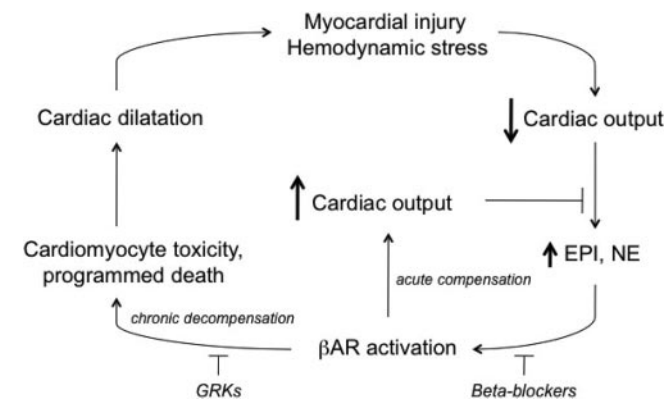 Myocardial injury
Hemodynamic stress
Cardiac dilatation
Cardiac output
Cardiac output
Cardiomyocyte toxicity,
programmed death
EPI, NE
acute compensation
chronic decompensation
βAR activation
GRKs
Beta-blockers